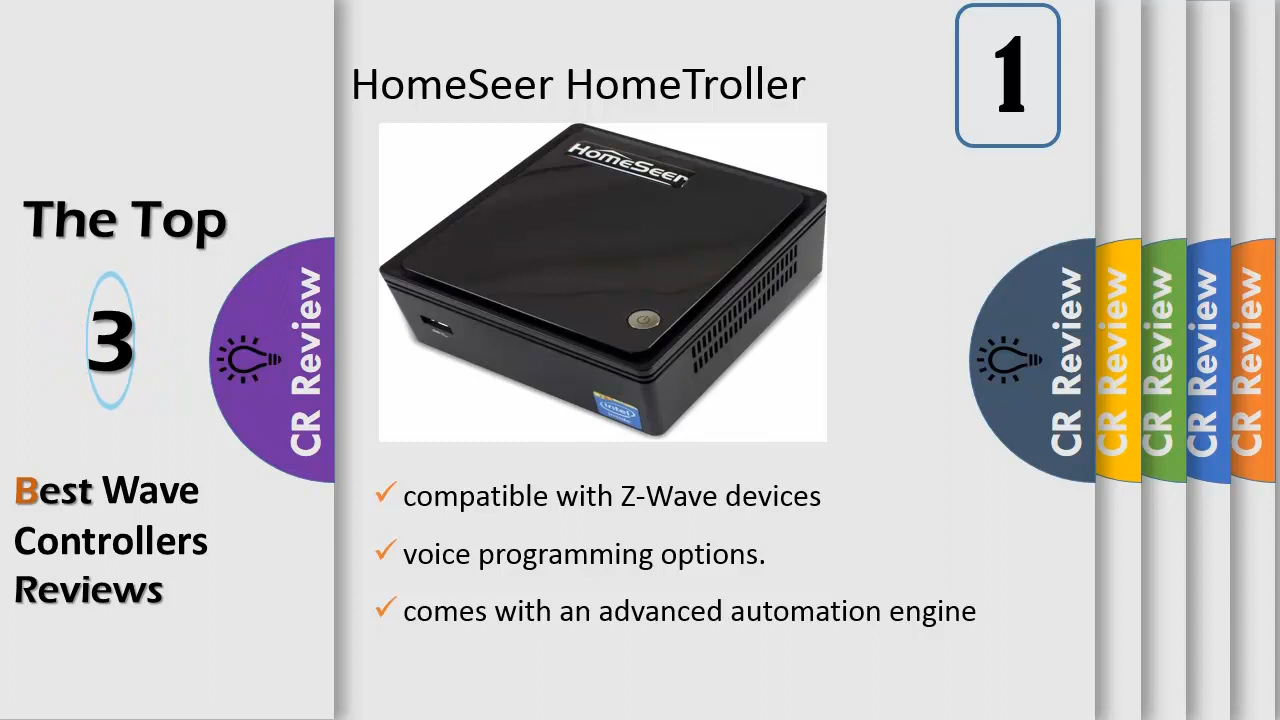 The Top
3
Best Wave
Controllers
Reviews
CR Review
HomeSeer HomeTroller
1
HomeSeer
intel
compatible with Z-Wave devices
voice programming options.
comes with an advanced automation engine
CR Review
CR Review
CR Review
CR Review
CR Review